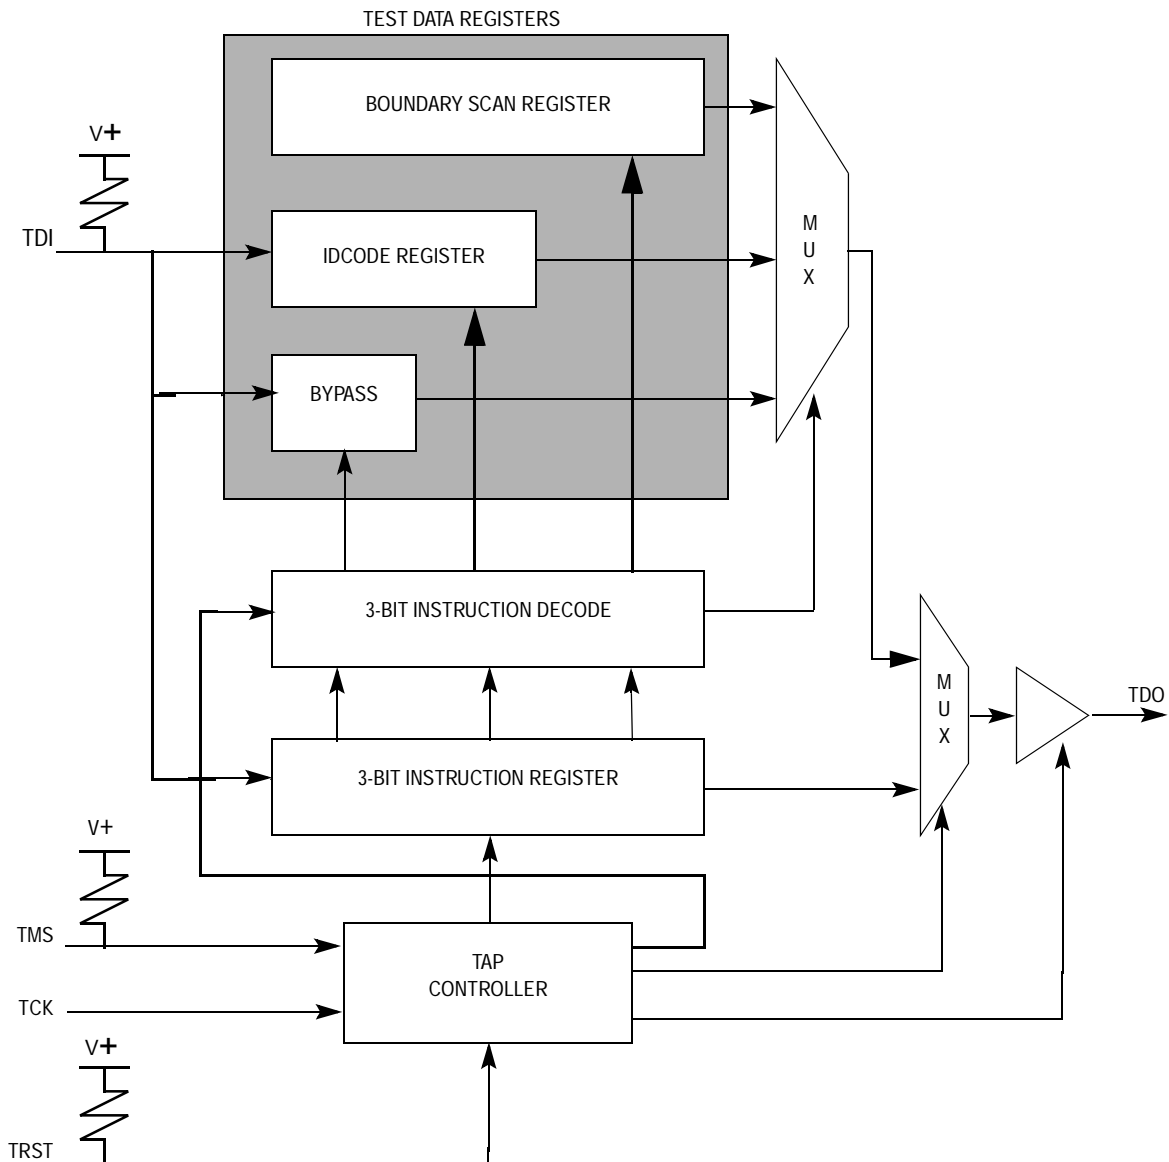 TEST DATA REGISTERS
BOUNDARY SCAN REGISTER
V+
TDI
IDCODE REGISTER
M
U
X
BYPASS
3-BIT INSTRUCTION DECODE
M
U
X
TDO
3-BIT INSTRUCTION REGISTER
V+
TMS
TAP
CONTROLLER
TCK
V+
TRST